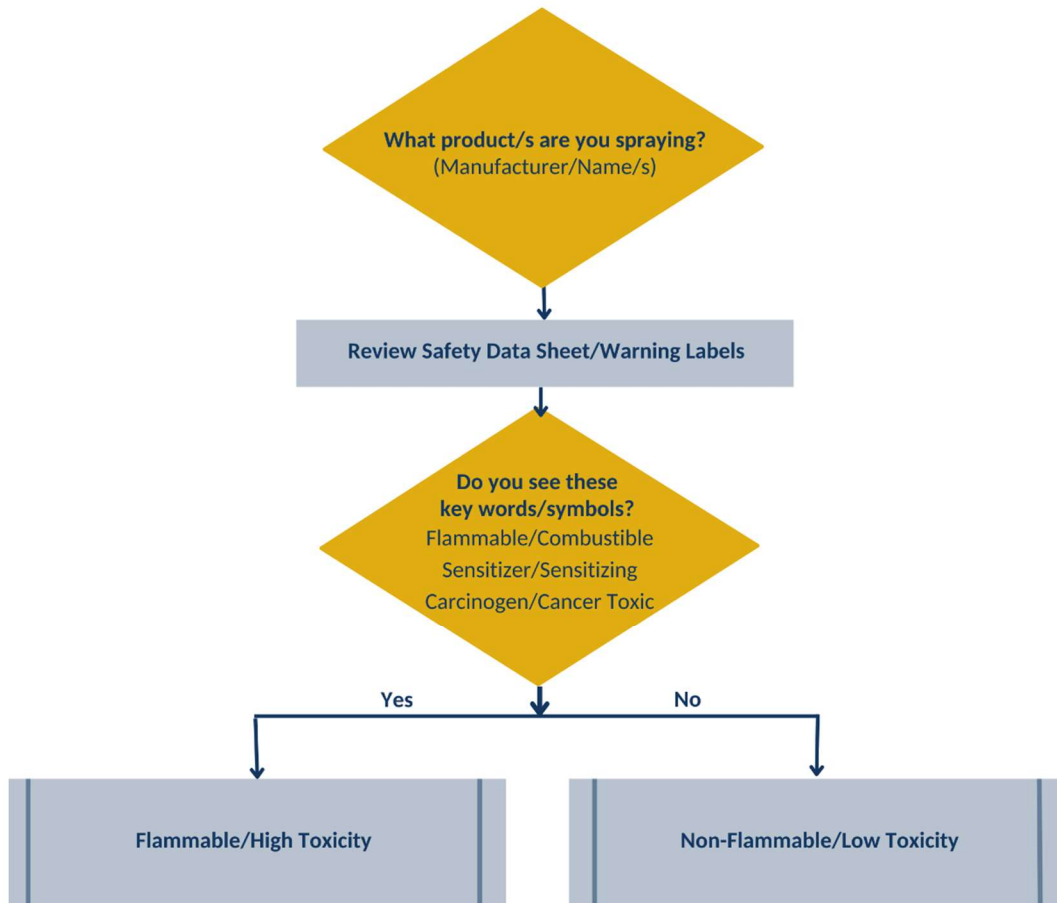 What product/s are you spraying?
(Manufacturer/Name/s)
Review Safety Data Sheet/Warning Labels
Do you see these
key words/symbols?
Flammable/Combustible
Sensitizer/Sensitizing
Carcinogen/Cancer Toxic
Yes
No
Flammable/High Toxicity
Non-Flammable/Low Toxicity